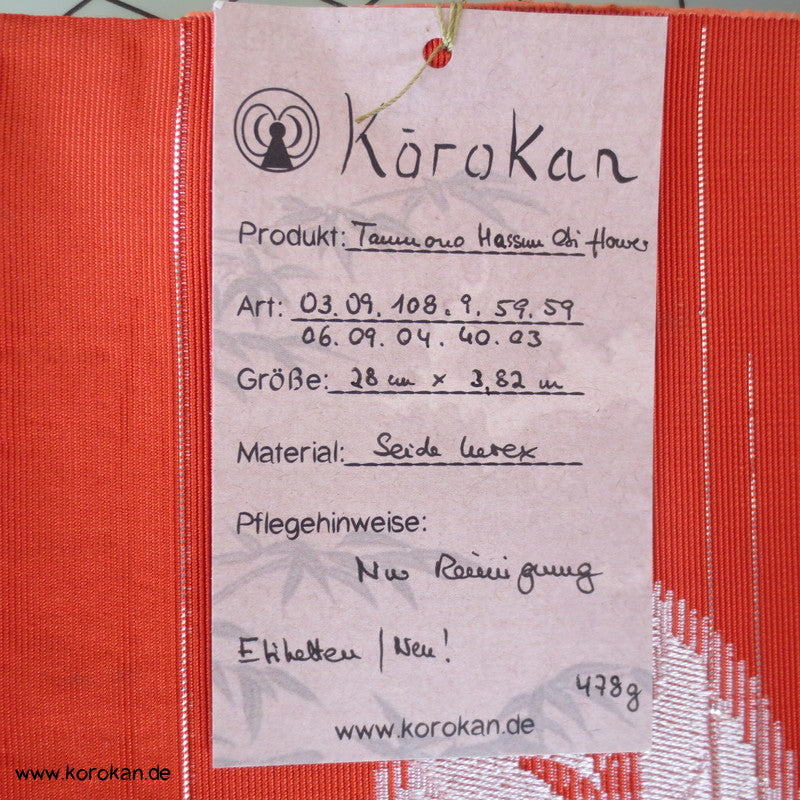 KōroKan
Produkt: Tammono Hassun Obi flower
Art: 03.09.108.9.59.59
06.09.04.40.03
Größe: 28 cm x 3,82 m
Material: Seide Lurex
Pflegehinweise:
Nur Reinigung
Etiketten / Neu!
478g
www.korokan.de
www.korokan.de